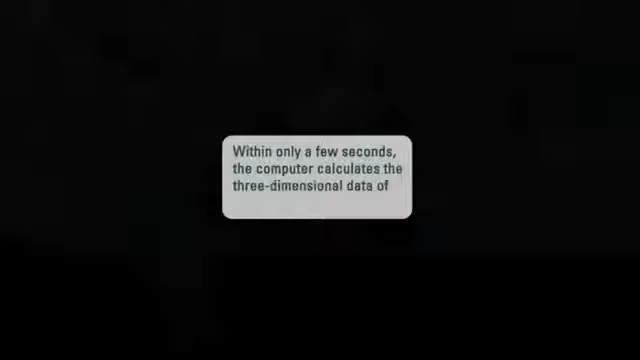 Within only a few seconds,
the computer calculates the
three-dimensional data of